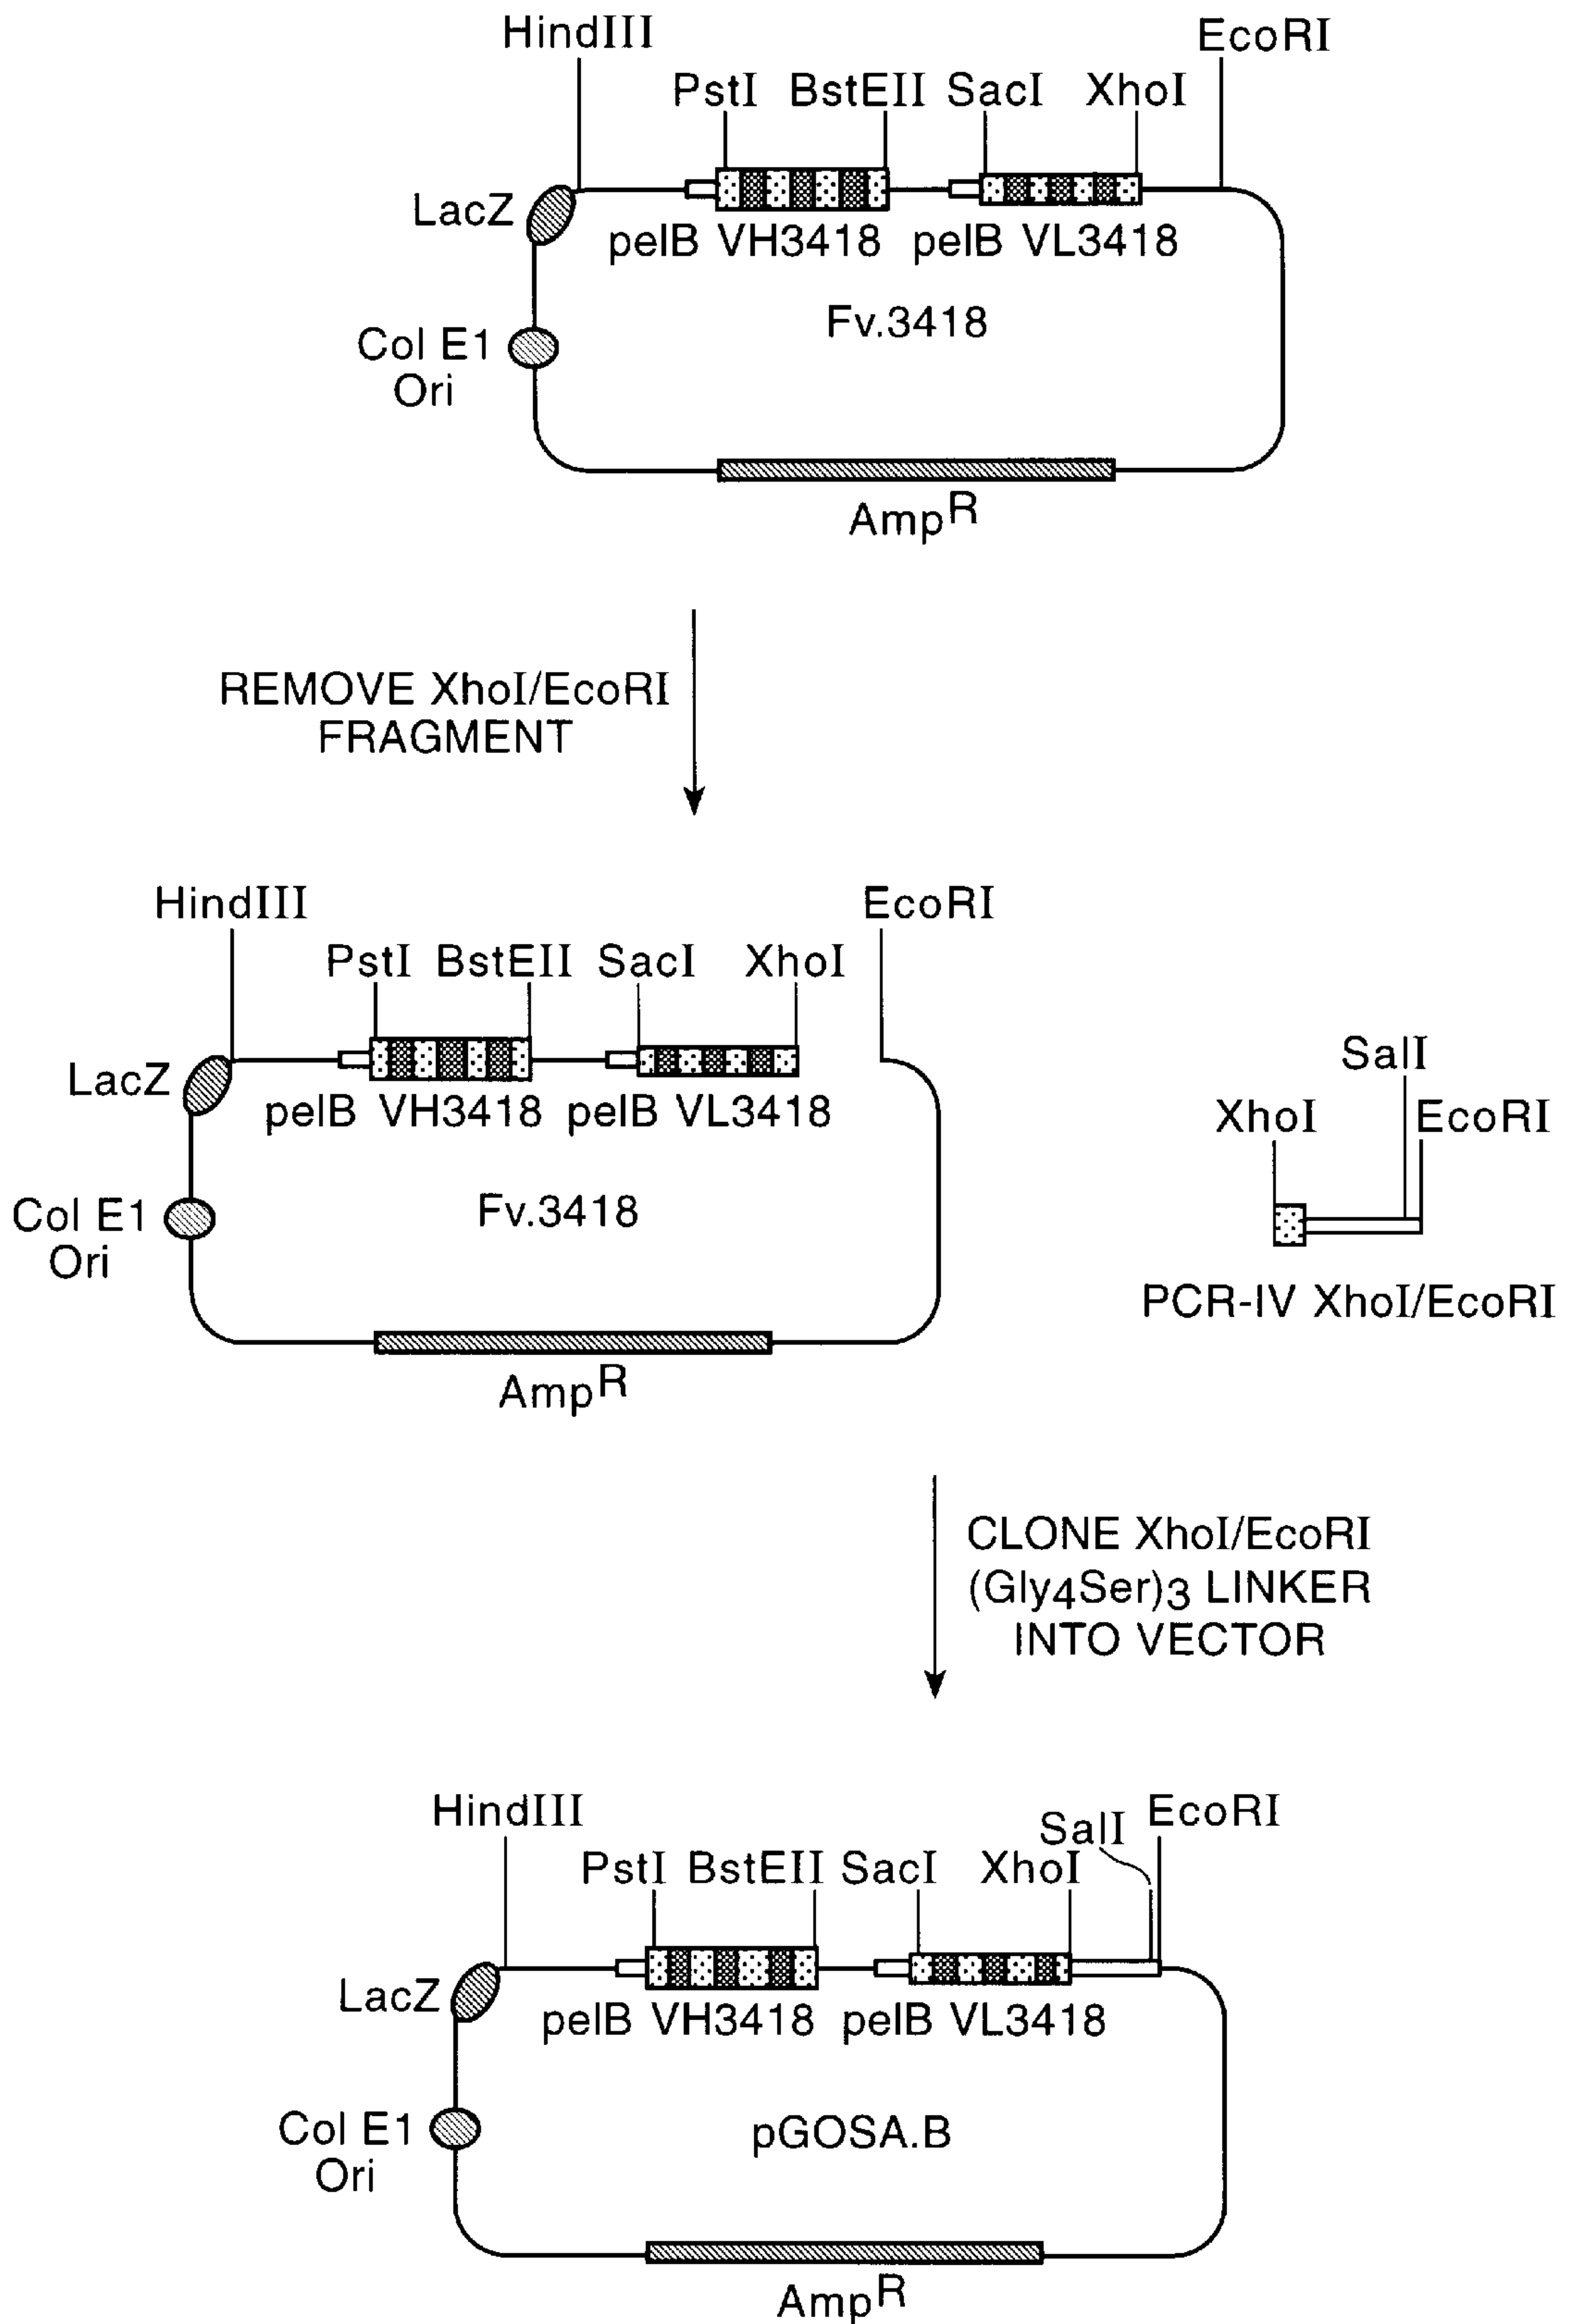 HindIII
EcoRI
PstI BstEII SacI XhoI
LacZ
pelB VH3418 pelB VL3418
Fv.3418
Col E1
Ori
AmpR
REMOVE XhoI/EcoRI
FRAGMENT
HindIII
EcoRI
PstI BstEII SacI XhoI
LacZ
pelB VH3418 pelB VL3418
Fv.3418
Col E1
Ori
AmpR
SalI
XhoI
EcoRI
PCR-IV XhoI/EcoRI
CLONE XhoI/EcoRI
(Gly4Ser)3 LINKER
INTO VECTOR
HindIII
SalI
EcoRI
PstI BstEII SacI XhoI
LacZ
pelB VH3418 pelB VL3418
pGOSA.B
Col E1
Ori
AmpR